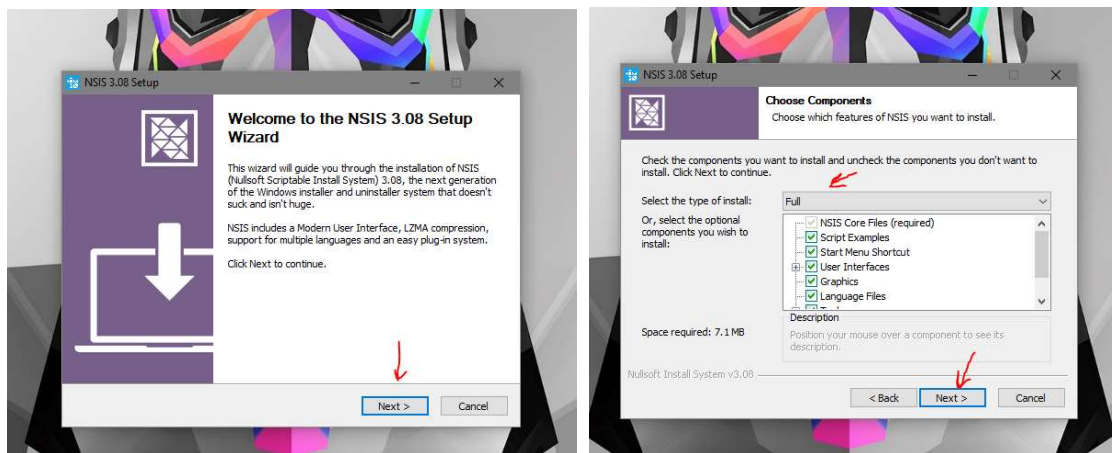 NSIS 3.08 Setup
Welcome to the NSIS 3.08 Setup
Wizard
This wizard will guide you through the installation of NSIS
(Nullsoft Scriptable Install System) 3.08, the next generation
of the Windows installer and uninstaller system that doesn't
suck and isn't huge.
NSIS includes a Modern User Interface, LZMA compression,
support for multiple languages and an easy plug-in system.
Click Next to continue.
Next >
Cancel
NSIS 3.08 Setup
Choose Components
Choose which features of NSIS you want to install.
Check the components you want to install and uncheck the components you don't want to
install. Click Next to continue.
Select the type of install:
Full
Or, select the optional
components you wish to
install:
NSIS Core Files (required)
Script Examples
Start Menu Shortcut
User Interfaces
Graphics
Language Files
Space required: 7.1 MB
Description
Position your mouse over a component to see its
description.
Nullsoft Install System v3.08
< Back
Next >
Cancel